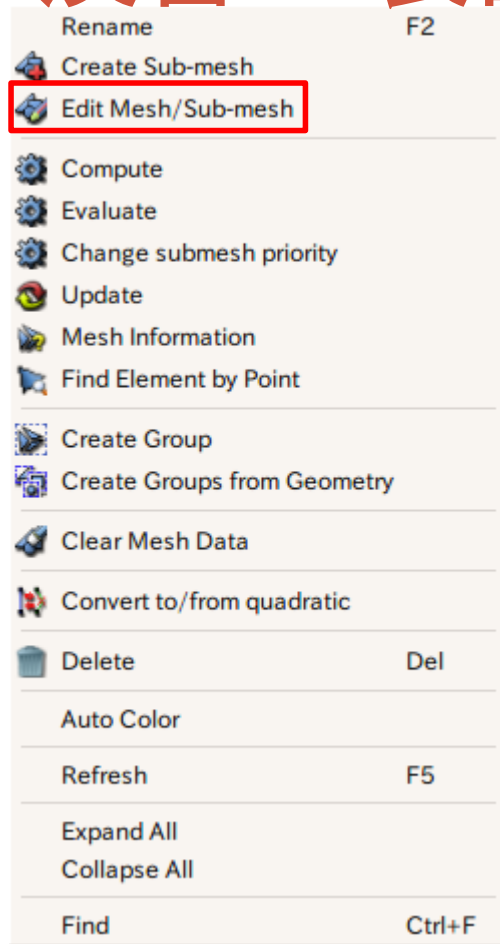 Rename F2
Create Sub-mesh
Edit Mesh/Sub-mesh
Compute
Evaluate
Change submesh priority
Update
Mesh Information
Find Element by Point
Create Group
Create Groups from Geometry
Clear Mesh Data
Convert to/from quadratic
Delete Del
Auto Color
Refresh F5
Expand All
Collapse All
Find Ctrl+F